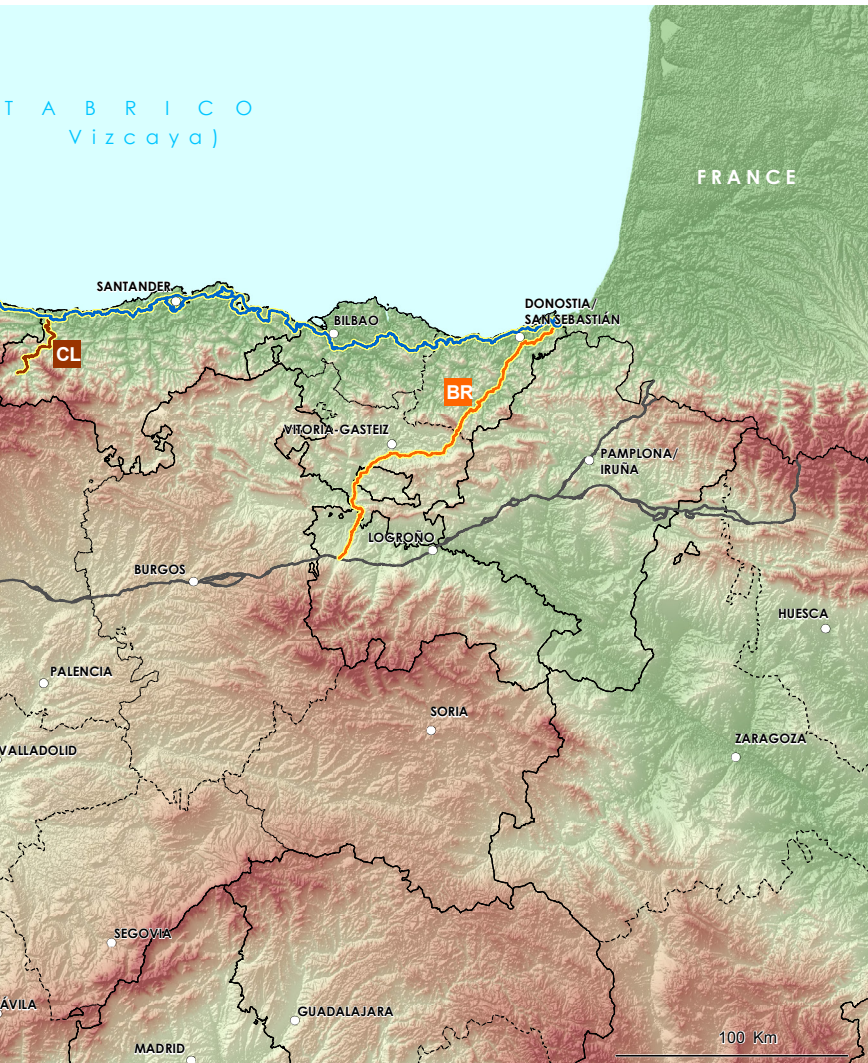 T A B R I C O
Vizcaya)
FRANCE
SANTANDER
DONOSTIA/
SAN SEBASTIÁN
BILBAO
CL
BR
VITORIA-GASTEIZ
PAMPLONA/
IRUÑA
LOGROÑO
BURGOS
HUESCA
PALENCIA
SORIA
VALLADOLID
ZARAGOZA
SEGOVIA
ÁVILA
GUADALAJARA
100 Km
MADRID